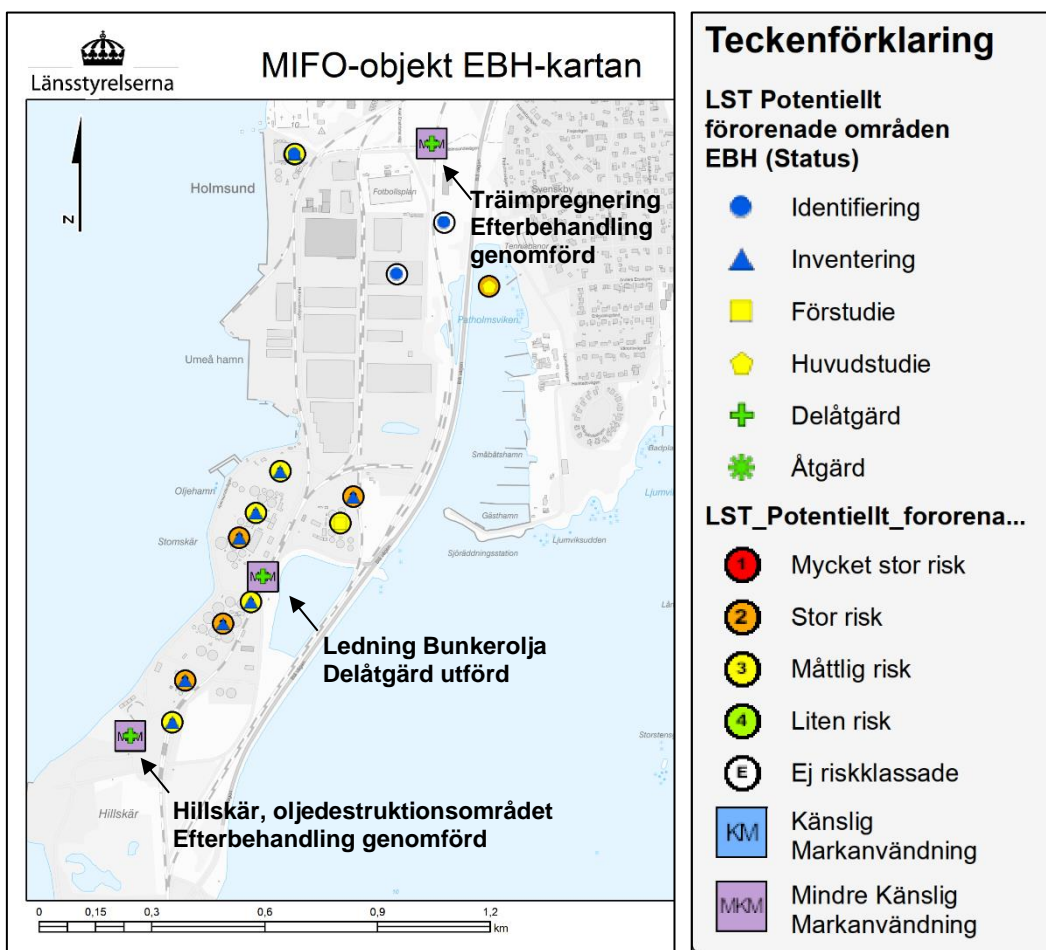 Länsstyrelserna
MIFO-objekt EBH-kartan
N
Holmsund
Fotbollsplan
Svenskby
Tennisbanor
Träimpregnering
Efterbehandling
genomförd
Patholmsviken
Umeå hamn
Småbåtshamn
Badpla
Ljumvik
Oljehamn
Gästhamn
Stomskär
Sjöräddningsstation
Ljumviksudden
Ledning Bunkerolja
Delåtgärd utförd
Storstensg
Hillskär, oljedestruktionsområdet
Efterbehandling genomförd
Hillskär
0 0,15 0,3 0,6 0,9 1,2
km
Teckenförklaring
LST Potentiellt
förorenade områden
EBH (Status)
Identifiering
Inventering
Förstudie
Huvudstudie
Delåtgärd
Åtgärd
LST_Potentiellt_fororena...
1 Mycket stor risk
2 Stor risk
3 Måttlig risk
4 Liten risk
E Ej riskklassade
KM Känslig
Markanvändning
MKM Mindre Känslig
Markanvändning